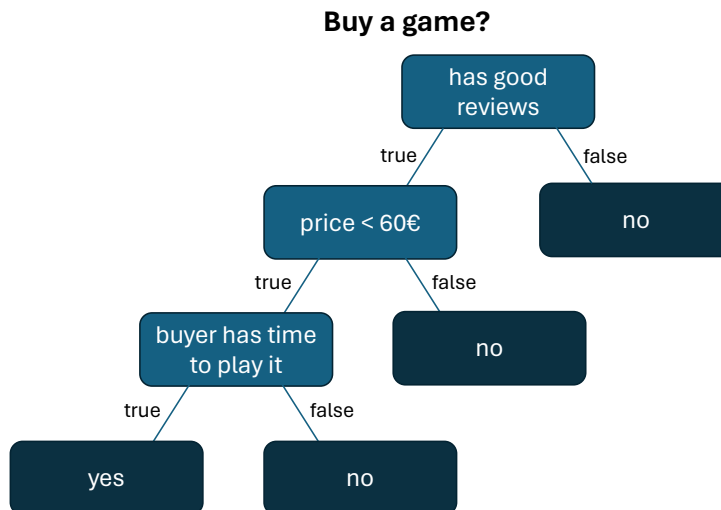 Buy a game?
has good
reviews
true
false
price < 60€
no
true
false
buyer has time
to play it
no
true
false
yes
no